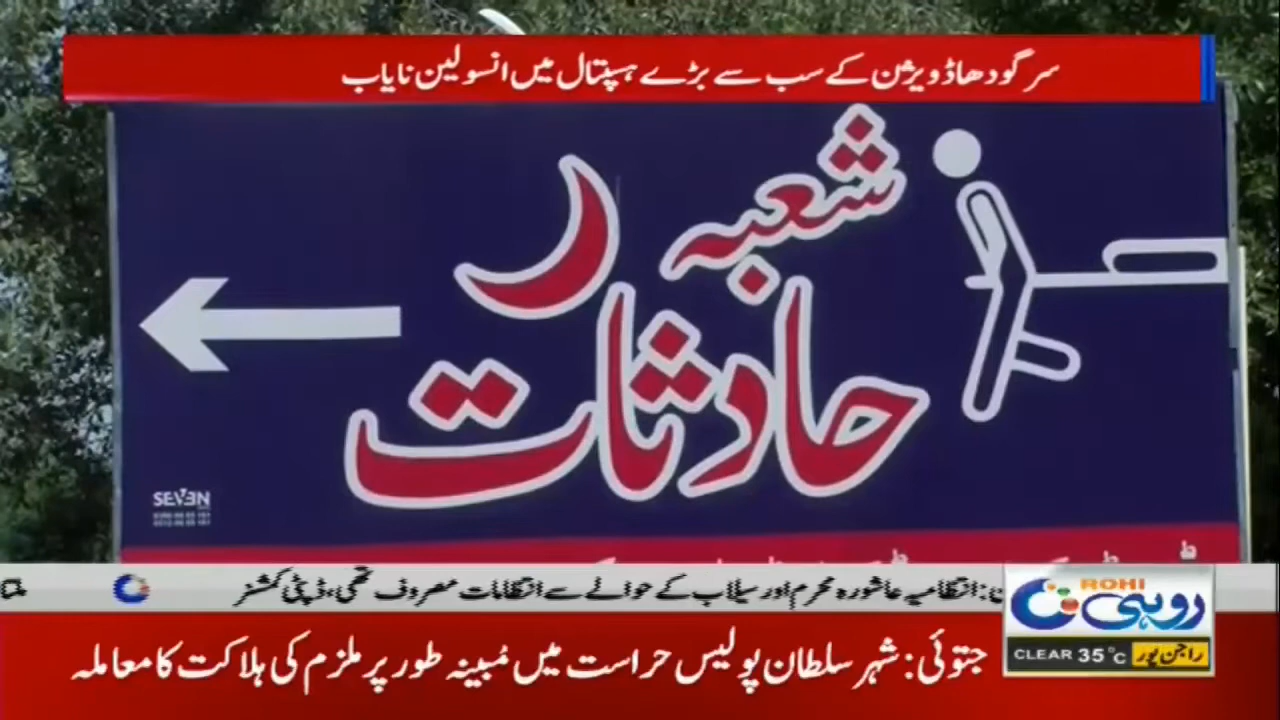 سرگودھا ڈویژن کے سب سے بڑے ہسپتال میں انسولین نایاب
شعبہ
حادثات
SEVEN
انتظامیہ عاشورہ محرم اور سیلاب کے حوالے سے انتظامات مصروف تھی، ڈپٹی کمشنر
ROHI
روہی
CLEAR 35°C راجن پور
جتوئی: شہر سلطان پولیس حراست میں مُبینہ طور پر ملزم کی ہلاکت کا معاملہ